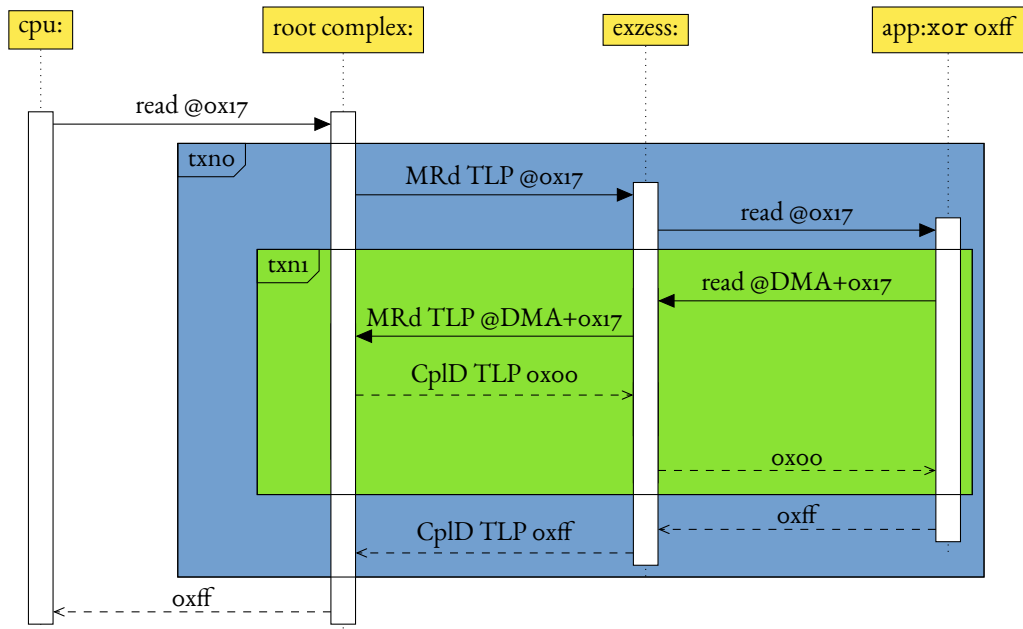 cpu:
root complex:
exzess:
app:xor 0xff
read @0x17
txn0
MRd TLP @0x17
read @0x17
txn1
read @DMA+0x17
MRd TLP @DMA+0x17
CplD TLP 0x00
0x00
0xff
CplD TLP 0xff
0xff